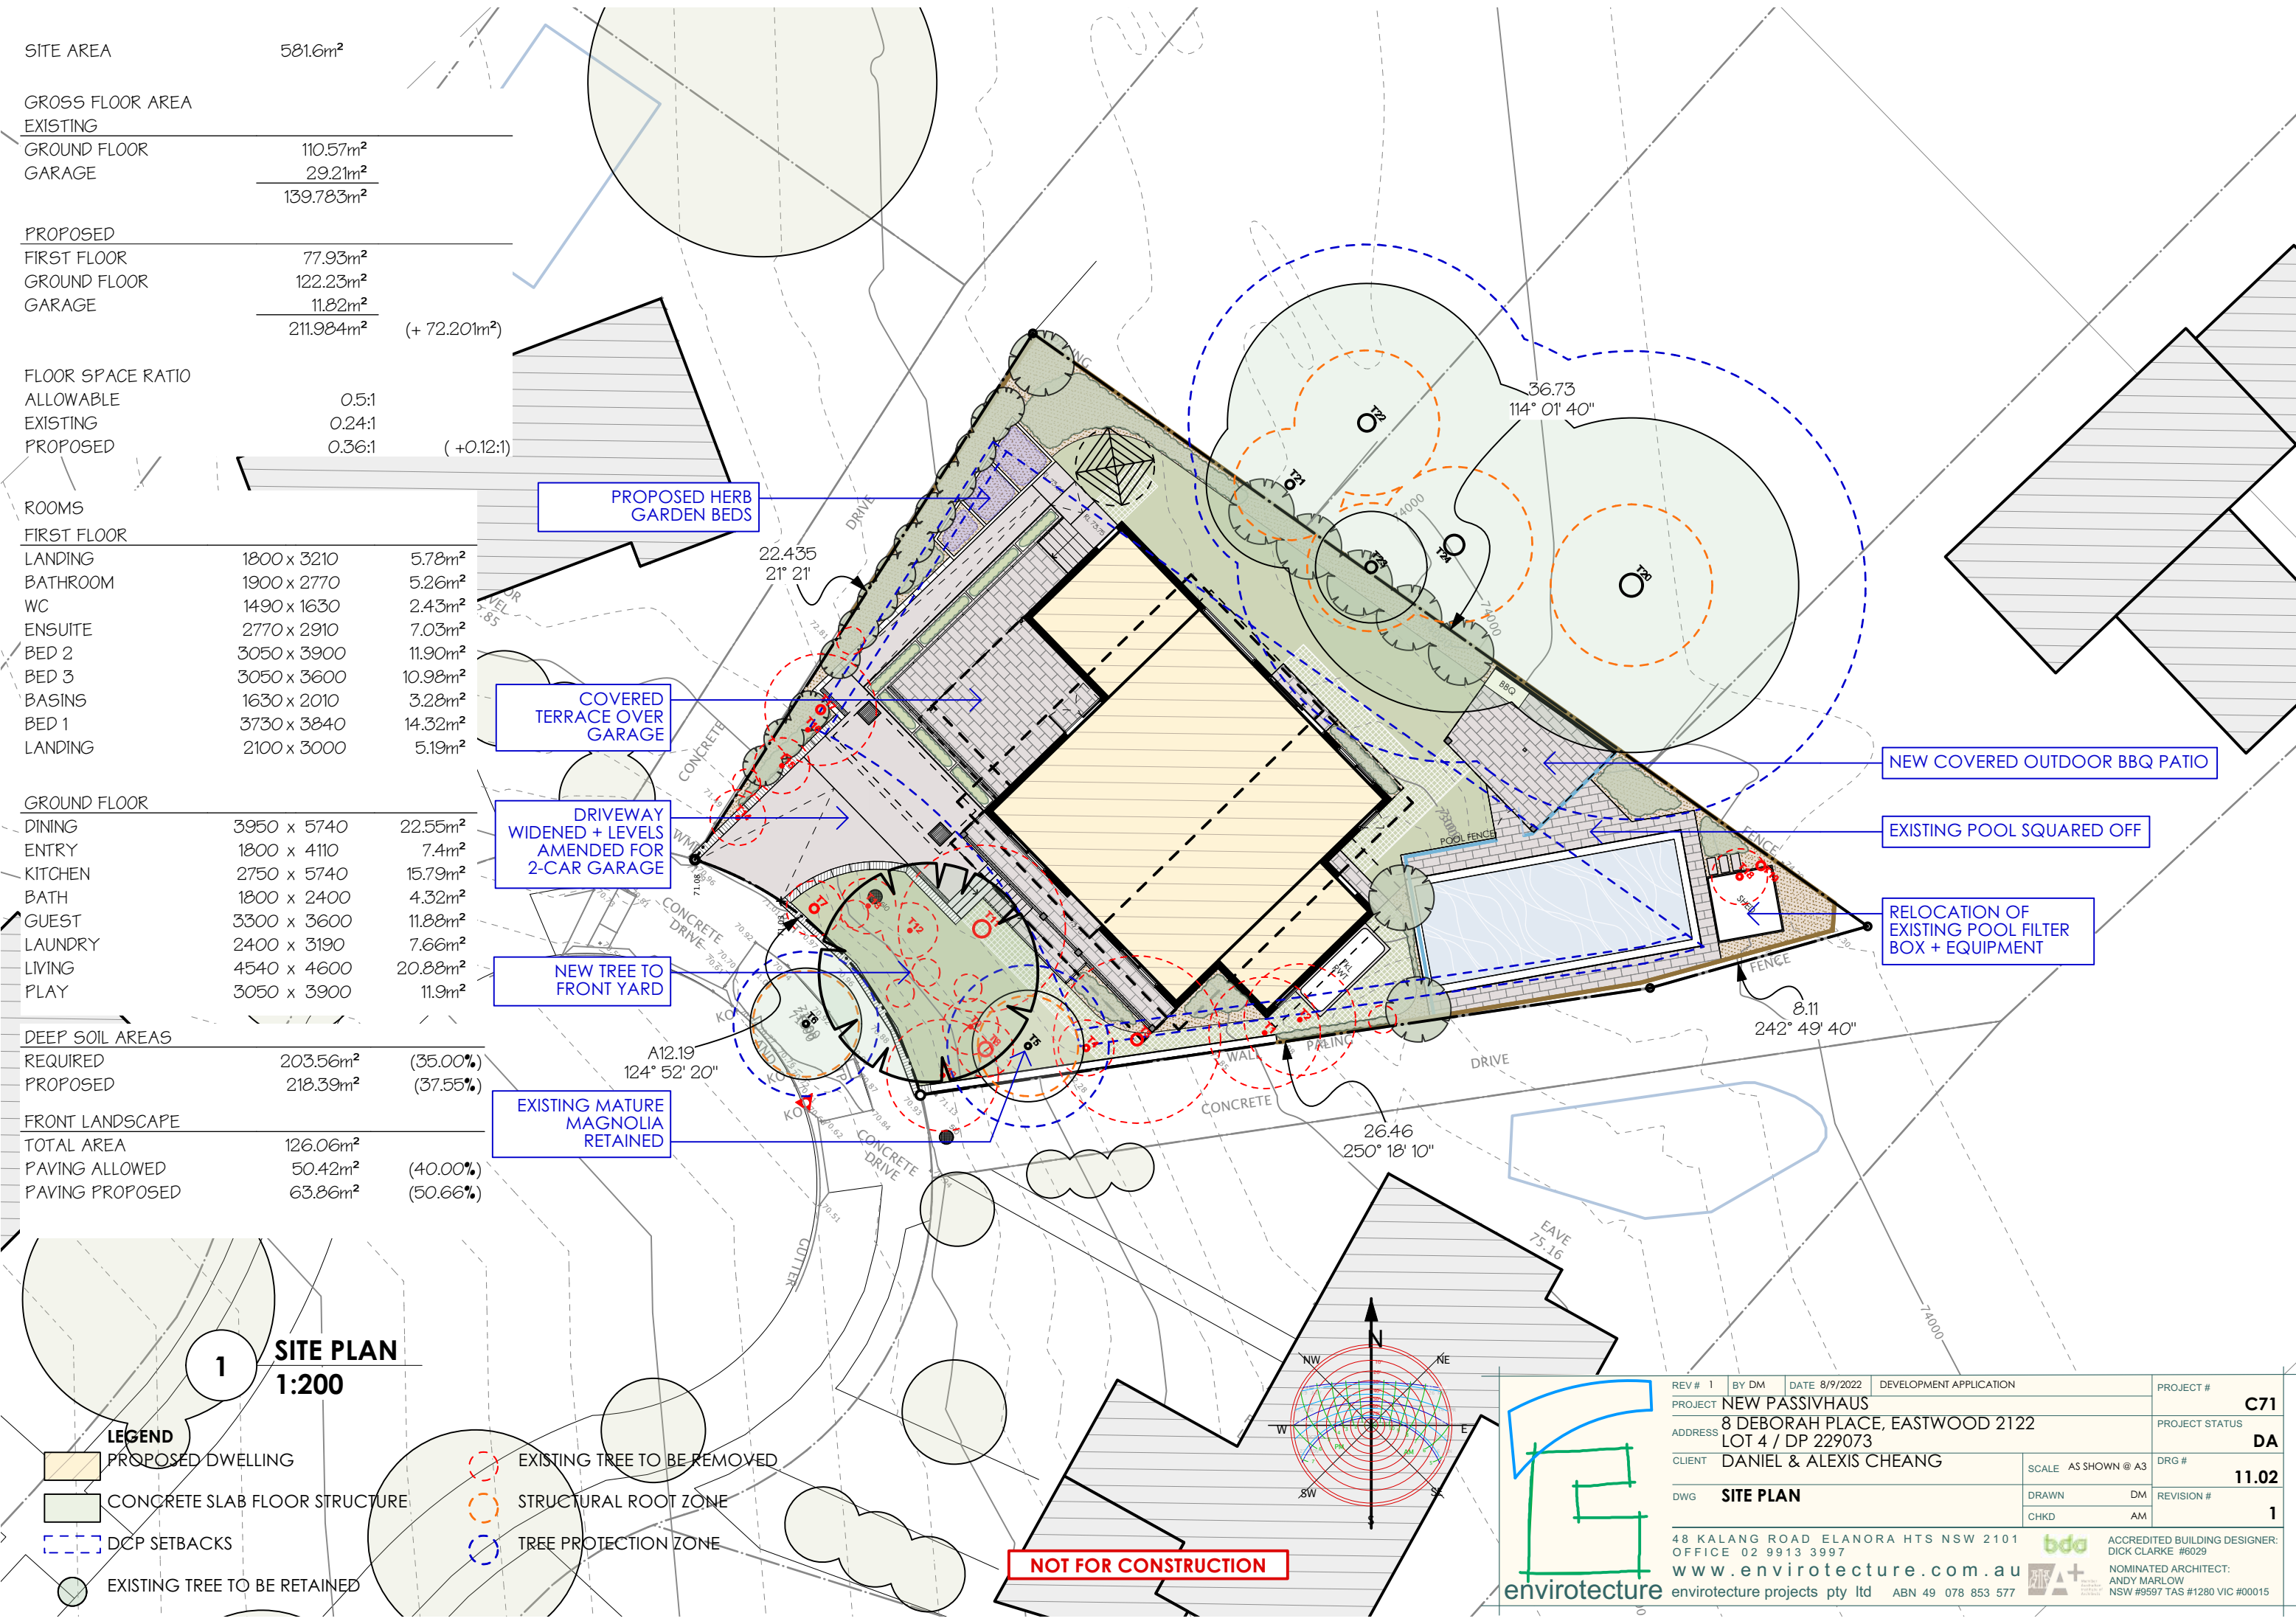 SITE AREA 581.6m²
GROSS FLOOR AREA
EXISTING
GROUND FLOOR 110.57m²
GARAGE 29.21m²
139.783m²
PROPOSED
FIRST FLOOR 77.93m²
GROUND FLOOR 122.23m²
GARAGE 11.82m²
211.984m² (+ 72.201m²)
FLOOR SPACE RATIO
ALLOWABLE 0.5:1
EXISTING 0.24:1
PROPOSED 0.36:1 ( +0.12:1)
ROOMS
FIRST FLOOR
LANDING 1800 x 3210 5.78m²
BATHROOM 1900 x 2770 5.26m²
WC 1490 x 1630 2.43m²
ENSUITE 2770 x 2910 7.03m²
BED 2 3050 x 3900 11.90m²
BED 3 3050 x 3600 10.98m²
BASINS 1630 x 2010 3.28m²
BED 1 3730 x 3840 14.32m²
LANDING 2100 x 3000 5.19m²
GROUND FLOOR
DINING 3950 x 5740 22.55m²
ENTRY 1800 x 4110 7.4m²
KITCHEN 2750 x 5740 15.79m²
BATH 1800 x 2400 4.32m²
GUEST 3300 x 3600 11.88m²
LAUNDRY 2400 x 3190 7.66m²
LIVING 4540 x 4600 20.88m²
PLAY 3050 x 3900 11.9m²
DEEP SOIL AREAS
REQUIRED 203.56m² (35.00%)
PROPOSED 218.39m² (37.55%)
FRONT LANDSCAPE
TOTAL AREA 126.06m²
PAVING ALLOWED 50.42m² (40.00%)
PAVING PROPOSED 63.86m² (50.66%)
PROPOSED HERB
GARDEN BEDS
COVERED
TERRACE OVER
GARAGE
DRIVEWAY
WIDENED + LEVELS
AMENDED FOR
2-CAR GARAGE
NEW TREE TO
FRONT YARD
EXISTING MATURE
MAGNOLIA
RETAINED
NEW COVERED OUTDOOR BBQ PATIO
EXISTING POOL SQUARED OFF
RELOCATION OF
EXISTING POOL FILTER
BOX + EQUIPMENT
22.435
21° 21'
36.73
114° 01' 40"
A12.19
124° 52' 20"
26.46
250° 18' 10"
8.11
242° 49' 40"
DRIVE
CONCRETE
CONCRETE
DRIVE
CONCRETE
DRIVE
GUTTER
WALL
PALING
CONCRETE
DRIVE
FENCE
FENCE
EAVE
75.16
74000
74000
74000
BBQ
POOL FENCE
SHED
T22
T21
T24
T20
T5
T12
T7
T2
70.51
71.08
N
NE
E
S
SW
W
NW
1
SITE PLAN
1:200
LEGEND
PROPOSED DWELLING
CONCRETE SLAB FLOOR STRUCTURE
DCP SETBACKS
EXISTING TREE TO BE RETAINED
EXISTING TREE TO BE REMOVED
STRUCTURAL ROOT ZONE
TREE PROTECTION ZONE
NOT FOR CONSTRUCTION
REV # 1 BY DM DATE 8/9/2022 DEVELOPMENT APPLICATION
PROJECT NEW PASSIVHAUS
ADDRESS 8 DEBORAH PLACE, EASTWOOD 2122
LOT 4 / DP 229073
CLIENT DANIEL & ALEXIS CHEANG
DWG SITE PLAN
SCALE AS SHOWN @ A3
DRAWN DM
CHKD AM
PROJECT #
C71
PROJECT STATUS
DA
DRG #
11.02
REVISION #
1
48 KALANG ROAD ELANORA HTS NSW 2101
OFFICE 02 9913 3997
www.envirotecture.com.au
envirotecture envirotecture projects pty ltd ABN 49 078 853 577
bda
A+
ACCREDITED BUILDING DESIGNER:
DICK CLARKE #6029
NOMINATED ARCHITECT:
ANDY MARLOW
NSW #9597 TAS #1280 VIC #00015